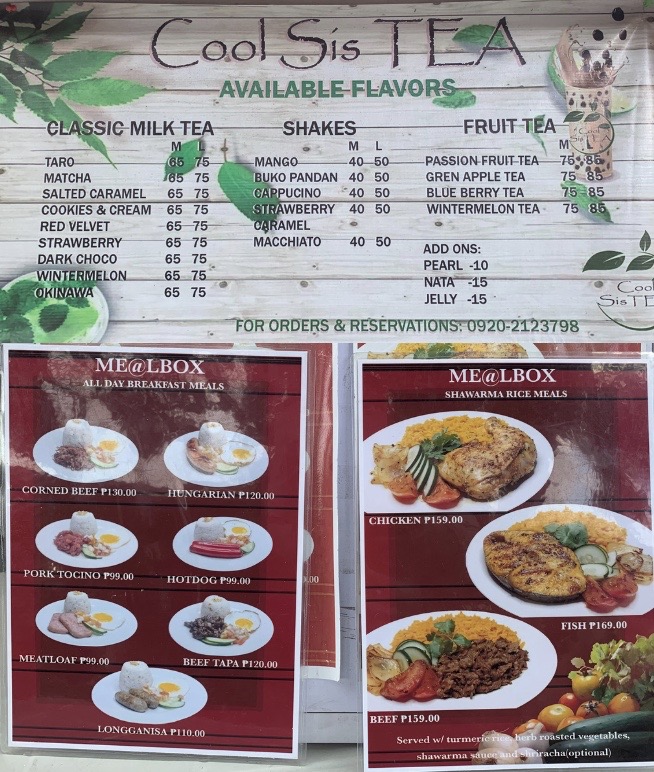 Cool Sis TEA
AVAILABLE FLAVORS
CLASSIC MILK TEA
M L
TARO 65 75
MATCHA 65 75
SALTED CARAMEL 65 75
COOKIES & CREAM 65 75
RED VELVET 65 75
STRAWBERRY 65 75
DARK CHOCO 65 75
WINTERMELON 65 75
OKINAWA 65 75
SHAKES
M L
MANGO 40 50
BUKO PANDAN 40 50
CAPPUCINO 40 50
STRAWBERRY 40 50
CARAMEL
MACCHIATO 40 50
FRUIT TEA
M
PASSION FRUIT TEA 75 85
GREN APPLE TEA 75 85
BLUE BERRY TEA 75 85
WINTERMELON TEA 75 85
ADD ONS:
PEARL -10
NATA -15
JELLY -15
Cool
Sis TE
FOR ORDERS & RESERVATIONS: 0920-2123798
ME@LBOX
ALL DAY BREAKFAST MEALS
CORNED BEEF ₱130.00
HUNGARIAN ₱120.00
PORK TOCINO ₱99.00
HOTDOG ₱99.00
MEATLOAF ₱99.00
BEEF TAPA ₱120.00
LONGGANISA ₱110.00
ME@LBOX
SHAWARMA RICE MEALS
CHICKEN ₱159.00
FISH ₱169.00
BEEF ₱159.00
Served w/ turmeric rice, herb roasted vegetables,
shawarma sauce and shriracha(optional)